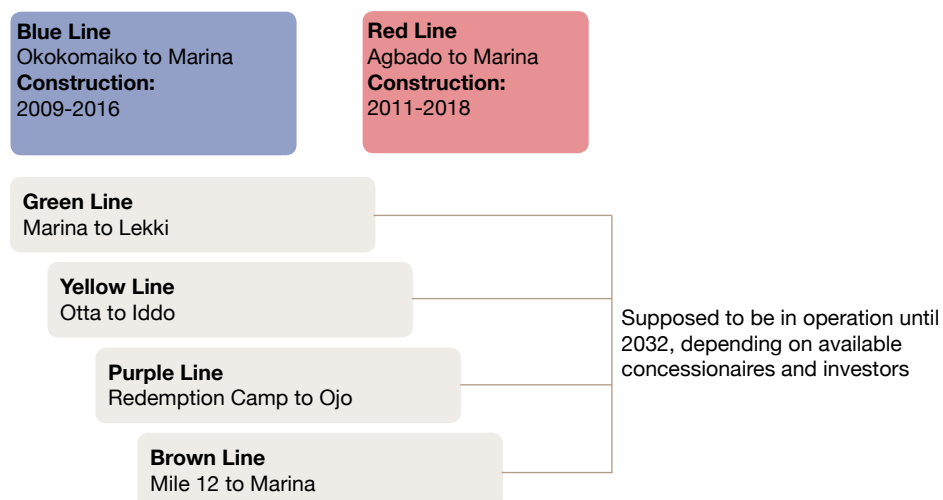 Blue Line
Okokomaiko to Marina
Construction:
2009-2016
Red Line
Agbado to Marina
Construction:
2011-2018
Green Line
Marina to Lekki
Yellow Line
Otta to Iddo
Purple Line
Redemption Camp to Ojo
Brown Line
Mile 12 to Marina
Supposed to be in operation until
2032, depending on available
concessionaires and investors